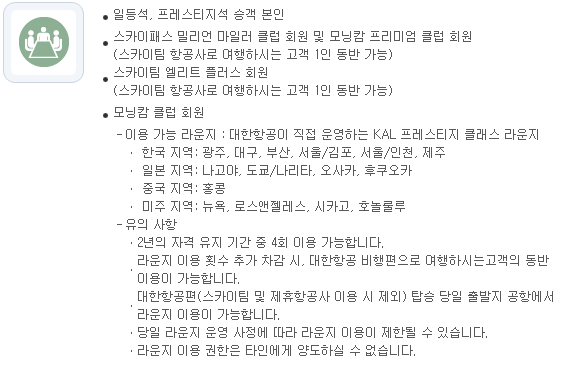 • 일등석, 프레스티지석 승객 본인
• 스카이패스 밀리언 마일러 클럽 회원 및 모닝캄 프리미엄 클럽 회원
(스카이팀 항공사로 여행하시는 고객 1인 동반 가능)
• 스카이팀 엘리트 플러스 회원
(스카이팀 항공사로 여행하시는 고객 1인 동반 가능)
• 모닝캄 클럽 회원
-이용 가능 라운지 : 대한항공이 직접 운영하는 KAL 프레스티지 클래스 라운지
· 한국 지역: 광주, 대구, 부산, 서울/김포, 서울/인천, 제주
· 일본 지역: 나고야, 도쿄/나리타, 오사카, 후쿠오카
· 중국 지역: 홍콩
· 미주 지역: 뉴욕, 로스앤젤레스, 시카고, 호놀룰루
-유의 사항
· 2년의 자격 유지 기간 중 4회 이용 가능합니다.
· 라운지 이용 횟수 추가 차감 시, 대한항공 비행편으로 여행하시는고객의 동반
이용이 가능합니다.
· 대한항공편(스카이팀 및 제휴항공사 이용 시 제외) 탑승 당일 출발지 공항에서
라운지 이용이 가능합니다.
· 당일 라운지 운영 사정에 따라 라운지 이용이 제한될 수 있습니다.
· 라운지 이용 권한은 타인에게 양도하실 수 없습니다.